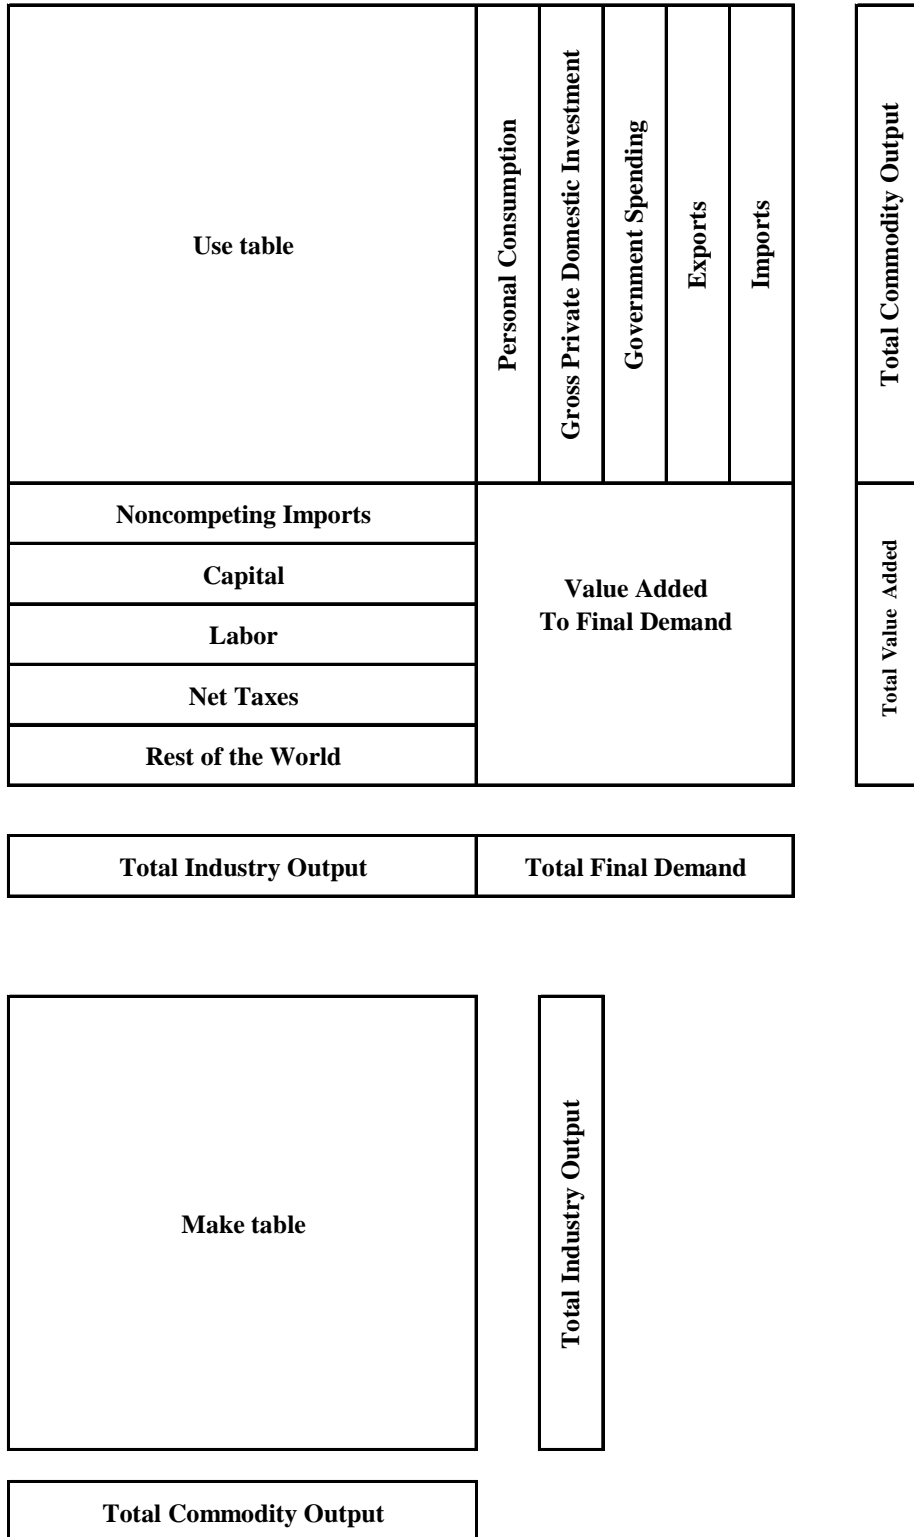 Use table
Personal Consumption
Gross Private Domestic Investment
Government Spending
Exports
Imports
Total Commodity Output
Noncompeting Imports
Capital
Labor
Net Taxes
Rest of the World
Value Added
To Final Demand
Total Value Added
Total Industry Output
Total Final Demand
Make table
Total Industry Output
Total Commodity Output